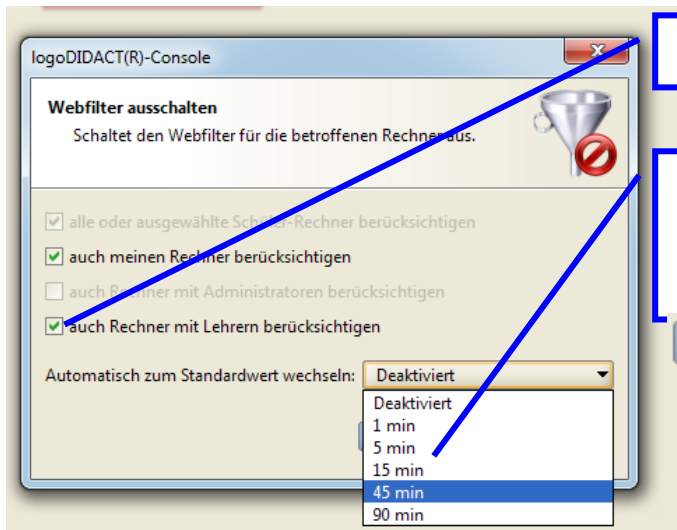 logoDIDACT(R)-Console
Webfilter ausschalten
Schaltet den Webfilter für die betroffenen Rechner aus.
alle oder ausgewählte Schüler-Rechner berücksichtigen
auch meinen Rechner berücksichtigen
auch Rechner mit Administratoren berücksichtigen
auch Rechner mit Lehrern berücksichtigen
Automatisch zum Standardwert wechseln: Deaktiviert
Deaktiviert
1 min
5 min
15 min
45 min
90 min